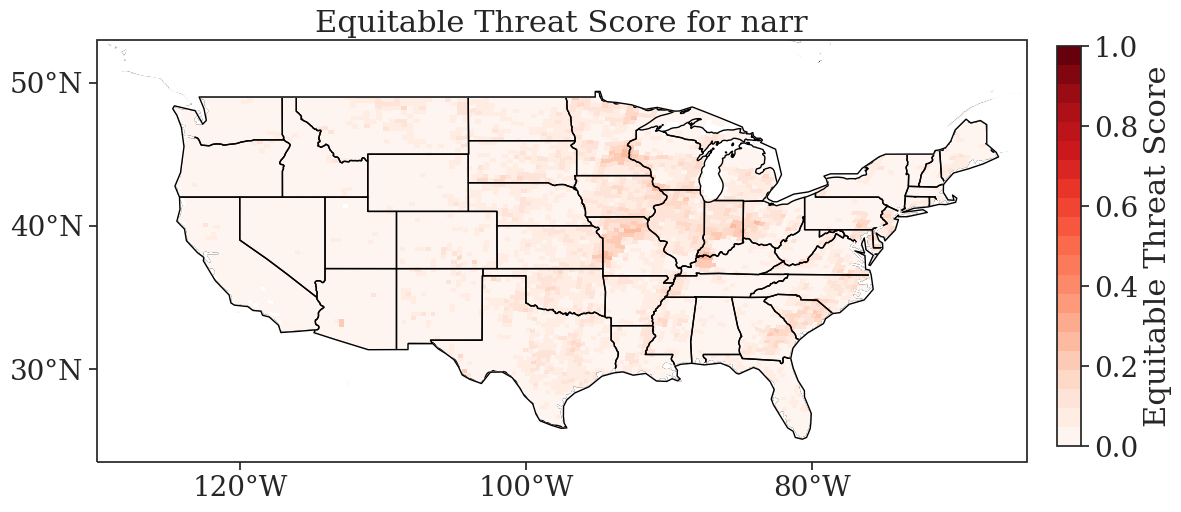 Equitable Threat Score for narr
50°N
40°N
30°N
120°W
100°W
80°W
1.0
0.8
0.6
0.4
0.2
0.0
Equitable Threat Score